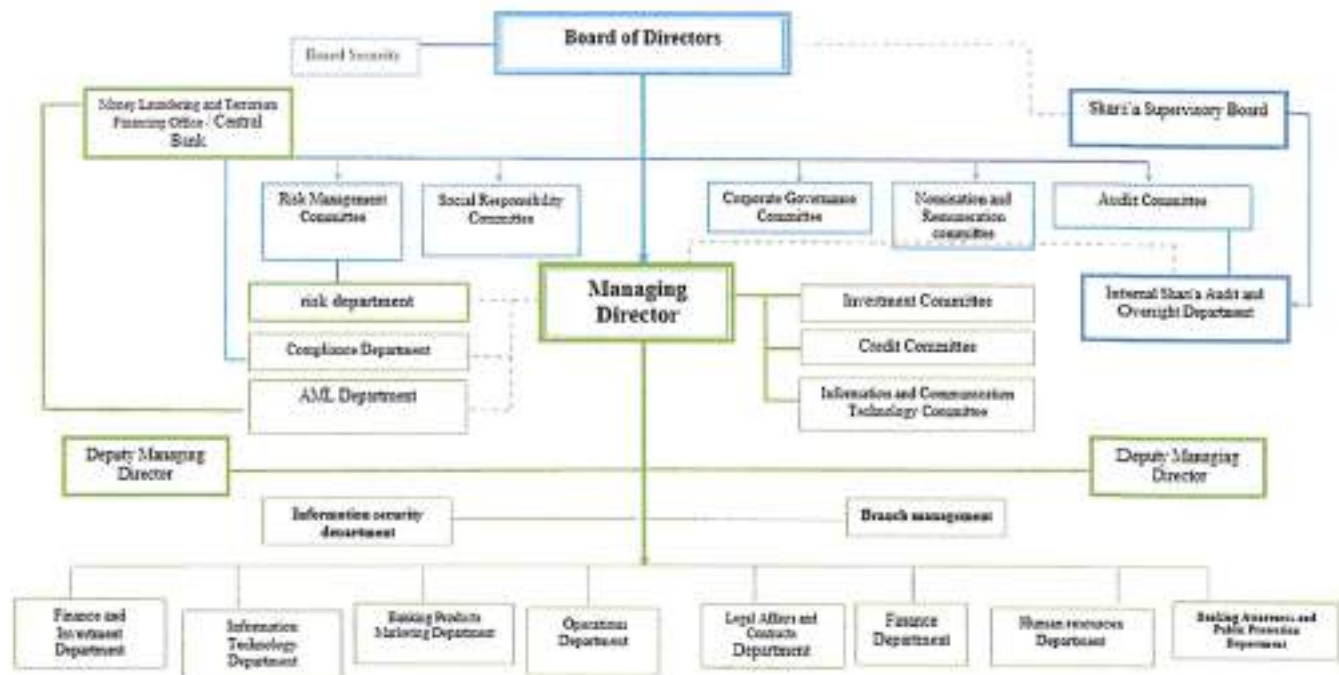 Board of Directors
Board Security
Money Laundering and Terrorism
Financing Office - Central
Bank
Shari'a Supervisory Board
Risk Management
Committee
Social Responsibility
Committee
Corporate Governance
Committee
Nomination and
Remuneration
committee
Audit Committee
Managing
Director
risk department
Compliance Department
AML Department
Investment Committee
Credit Committee
Information and Communication
Technology Committee
Internal Shari'a Audit and
Oversight Department
Deputy Managing
Director
Deputy Managing
Director
Information security
department
Branch management
Finance and
Investment
Department
Information
Technology
Department
Banking Products
Marketing Department
Operations
Department
Legal Affairs and
Contracts
Department
Finance
Department
Human resources
Department
Banking Awareness and
Public Protection
Department